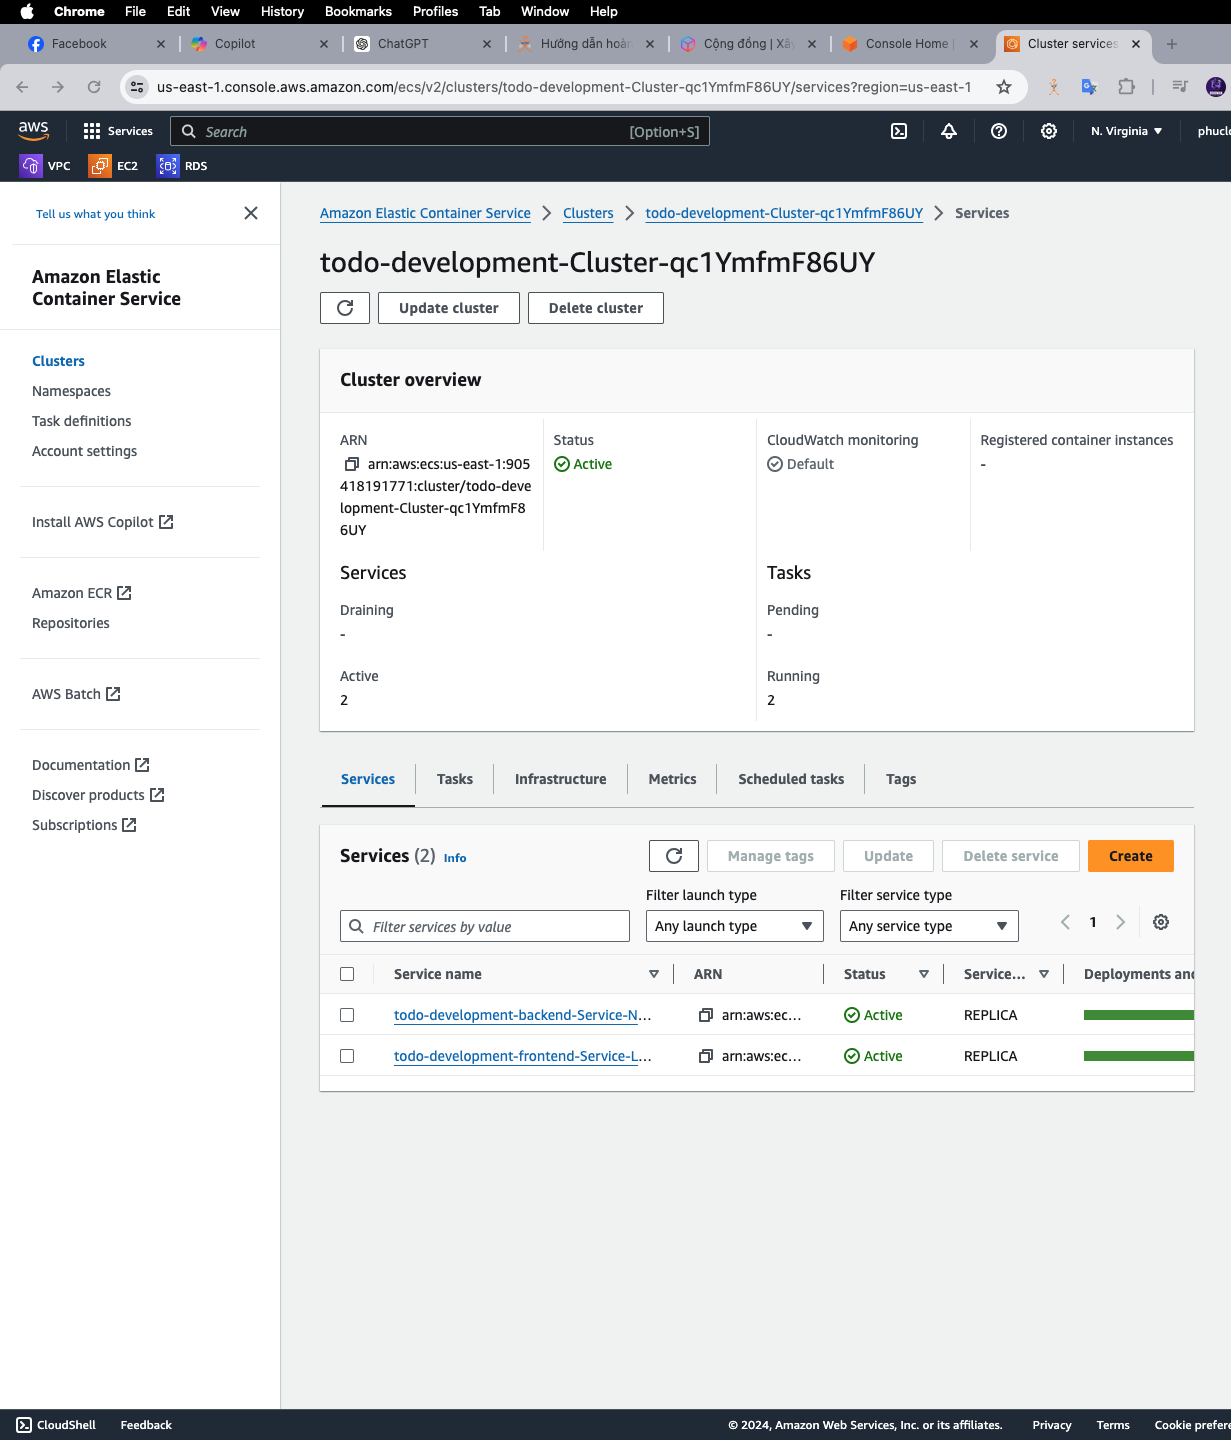 Chrome File Edit View History Bookmarks Profiles Tab Window Help
Facebook Copilot ChatGPT Hướng dẫn hoàn Cộng đồng | Xây Console Home | Cluster services
us-east-1.console.aws.amazon.com/ecs/v2/clusters/todo-development-Cluster-qc1YmfmF86UY/services?region=us-east-1
aws Services Search [Option+S] N. Virginia phuclo
VPC EC2 RDS
Tell us what you think
Amazon Elastic
Container Service
Clusters
Namespaces
Task definitions
Account settings
Install AWS Copilot
Amazon ECR
Repositories
AWS Batch
Documentation
Discover products
Subscriptions
Amazon Elastic Container Service Clusters todo-development-Cluster-qc1YmfmF86UY Services
todo-development-Cluster-qc1YmfmF86UY
Update cluster Delete cluster
Cluster overview
ARN
arn:aws:ecs:us-east-1:905
418191771:cluster/todo-deve
lopment-Cluster-qc1YmfmF8
6UY
Status
Active
CloudWatch monitoring
Default
Registered container instances
-
Services
Draining
-
Active
2
Tasks
Pending
-
Running
2
Services Tasks Infrastructure Metrics Scheduled tasks Tags
Services (2) Info Manage tags Update Delete service Create
Filter launch type Filter service type
Filter services by value Any launch type Any service type 1
Service name ARN Status Service... Deployments and
todo-development-backend-Service-N... arn:aws:ec... Active REPLICA
todo-development-frontend-Service-L... arn:aws:ec... Active REPLICA
CloudShell Feedback © 2024, Amazon Web Services, Inc. or its affiliates. Privacy Terms Cookie prefere